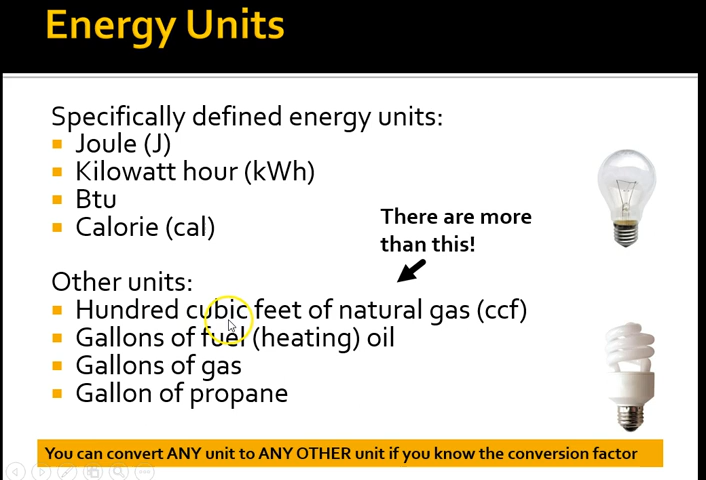 Energy Units
Specifically defined energy units:
Joule (J)
Kilowatt hour (kWh)
Btu
Calorie (cal)
There are more
than this!
Other units:
Hundred cubic feet of natural gas (ccf)
Gallons of fuel (heating) oil
Gallons of gas
Gallon of propane
You can convert ANY unit to ANY OTHER unit if you know the conversion factor